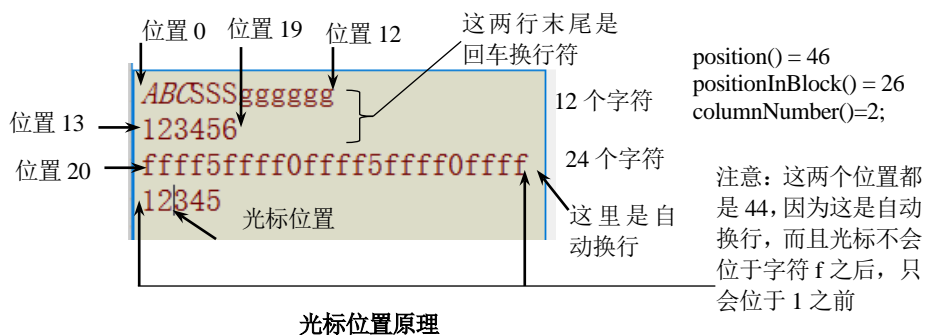 位置 0
位置 19
位置 12
这两行末尾是
回车换行符
position() = 46
positionInBlock() = 26
columnNumber()=2;
ABCSSSgggggg
12 个字符
位置 13
123456
位置 20
ffff5ffff0ffff5ffff0ffff
24 个字符
12345
光标位置
这里是自
动换行
注意：这两个位置都
是 44，因为这是自动
换行，而且光标不会
位于字符 f 之后，只
会位于 1 之前
光标位置原理